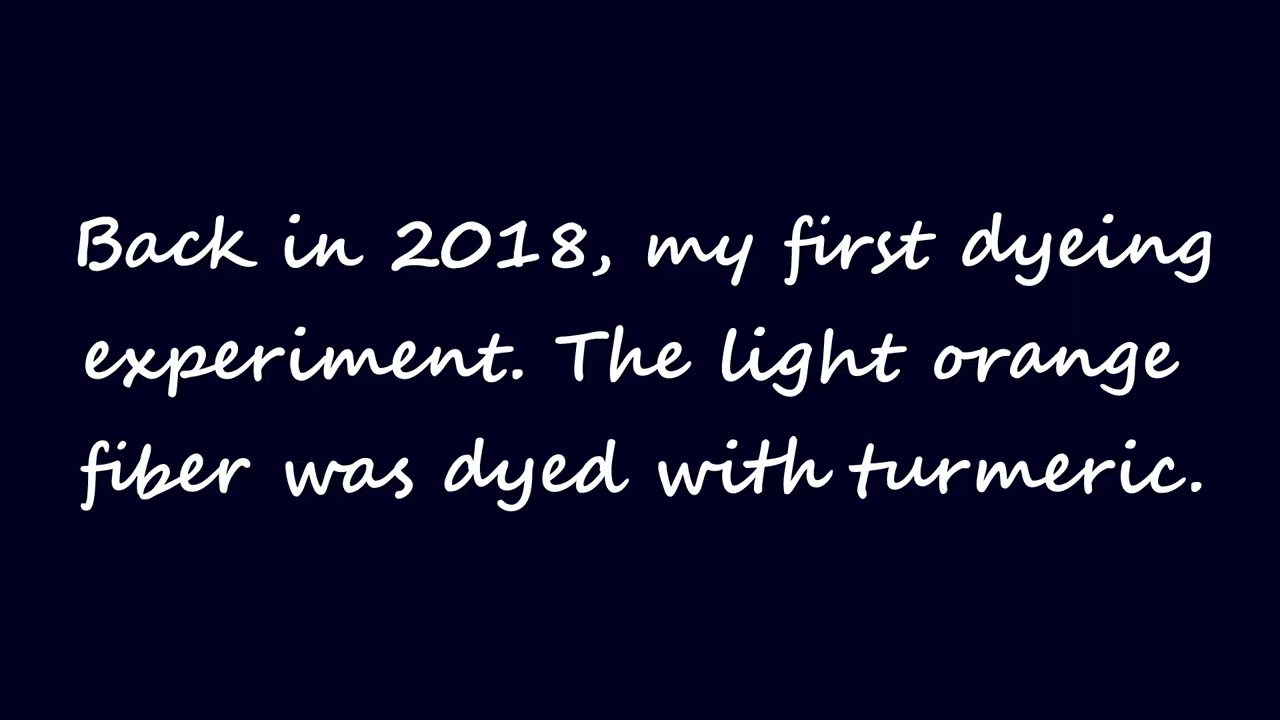 Back in 2018, my first dyeing
experiment. The light orange
fiber was dyed with turmeric.